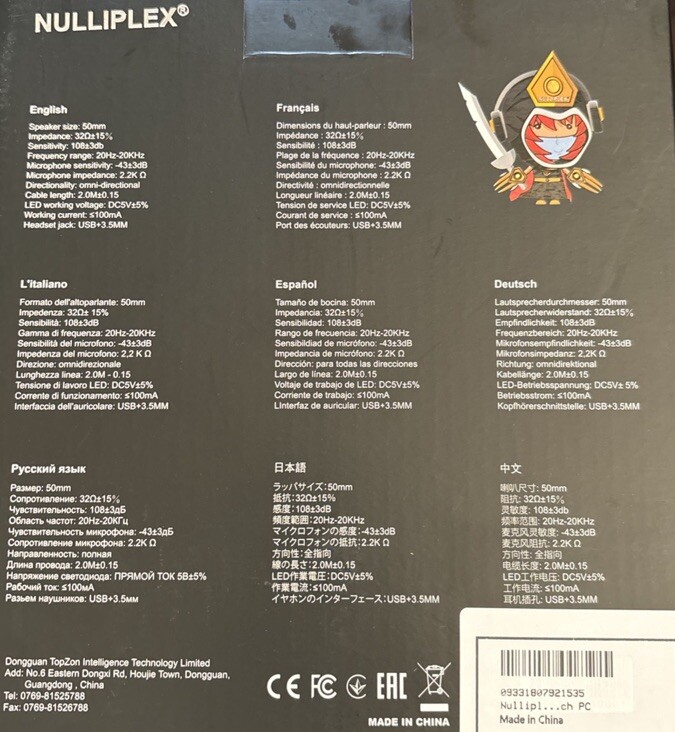 NULLIPLEX®
NULLIPLEX
English
Speaker size: 50mm
Impedance: 32Ω±15%
Sensitivity: 108±3db
Frequency range: 20Hz-20KHz
Microphone sensitivity: -43±3dB
Microphone impedance: 2.2K Ω
Directionality: omni-directional
Cable length: 2.0M±0.15
LED working voltage: DC5V±5%
Working current: ≤100mA
Headset jack: USB+3.5MM
Français
Dimensions du haut-parleur : 50mm
Impédance : 32Ω±15%
Sensibilité : 108±3dB
Plage de la fréquence : 20Hz-20KHz
Sensibilité du microphone: -43±3dB
Impédance du microphone : 2.2K Ω
Directivité : omnidirectionnelle
Longueur linéaire : 2.0M±0.15
Tension de service LED: DC5V±5%
Courant de service : ≤100mA
Port des écouteurs: USB+3.5MM
L'italiano
Formato dell'altoparlante: 50mm
Impedenza: 32Ω± 15%
Sensibilità: 108±3dB
Gamma di frequenza: 20Hz-20KHz
Sensibilità del microfono: -43±3dB
Impedenza del microfono: 2,2 K Ω
Direzione: omnidirezionale
Lunghezza linea: 2.0M - 0.15
Tensione di lavoro LED: DC5V±5%
Corrente di funzionamento: ≤100mA
Interfaccia dell'auricolare: USB+3.5MM
Español
Tamaño de bocina: 50mm
Impedancia: 32Ω±15%
Sensibilidad: 108±3dB
Rango de frecuencia: 20Hz-20KHz
Sensibildiad de micrófono: -43±3dB
Impedancia de micrófono: 2.2K Ω
Dirección: para todas las direcciones
Largo de línea: 2.0M±0.15
Voltaje de trabajo de LED: DC5V±5%
Corriente de trabajo: ≤100mA
LInterfaz de auricular: USB+3.5MM
Deutsch
Lautsprecherdurchmesser: 50mm
Lautsprecherwiderstand: 32Ω±15%
Empfindlichkeit: 108±3dB
Frequenzbereich: 20Hz-20KHz
Mikrofonsempfindlichkeit: -43±3dB
Mikrofonsimpedanz: 2,2K Ω
Richtung: omnidirektional
Kabellänge: 2.0M±0.15
LED-Betriebsspannung: DC5V± 5%
Betriebsstrom: ≤100mA
Kopfhörerschnittstelle: USB+3.5MM
Русский язык
Размер: 50mm
Сопротивление: 32Ω±15%
Чувствительность: 108±3дБ
Область частот: 20Hz-20КГц
Чувствительность микрофона: -43±3дБ
Сопротивление микрофона: 2.2K Ω
Направленность: полная
Длина провода: 2.0M±0.15
Напряжение светодиода: ПРЯМОЙ ТОК 5В±5%
Рабочий ток: ≤100мА
Разьем наушников: USB+3.5мм
日本語
ラッパサイズ:50mm
抵抗:32Ω±15%
感度:108±3dB
頻度範囲:20Hz-20KHz
マイクロフォンの感度:-43±3dB
マイクロフォンの抵抗:2.2K Ω
方向性:全指向
線の長さ:2.0M±0.15
LED作業電圧:DC5V±5%
作業電流:≤100mA
イヤホンのインターフェース:USB+3.5MM
中文
喇叭尺寸: 50mm
阻抗: 32Ω±15%
灵敏度: 108±3dB
频率范围: 20Hz-20KHz
麦克风灵敏度: -43±3dB
麦克风阻抗: 2.2K Ω
方向性: 全指向
电缆长度: 2.0M±0.15
LED工作电压: DC5V±5%
工作电流: ≤100mA
耳机插孔: USB+3.5MM
Dongguan TopZon Intelligence Technology Limited
Add: No.6 Eastern Dongxi Rd, Houjie Town, Dongguan,
Guangdong , China
Tel: 0769-81525788
Fax: 0769-81526788
CE FC EAC
MADE IN CHINA
09331807921535
Nullipl...ch PC
Made in China